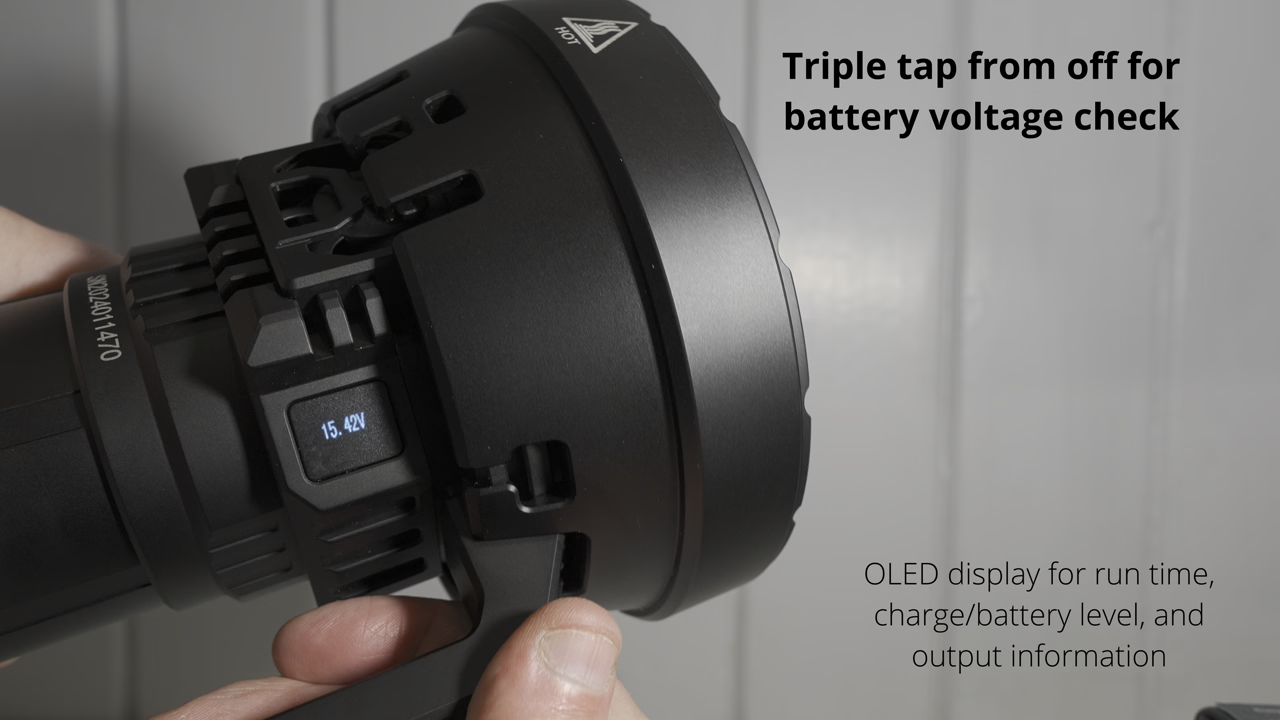 HOT
Triple tap from off for
battery voltage check
SN2024011470
15.42V
OLED display for run time,
charge/battery level, and
output information